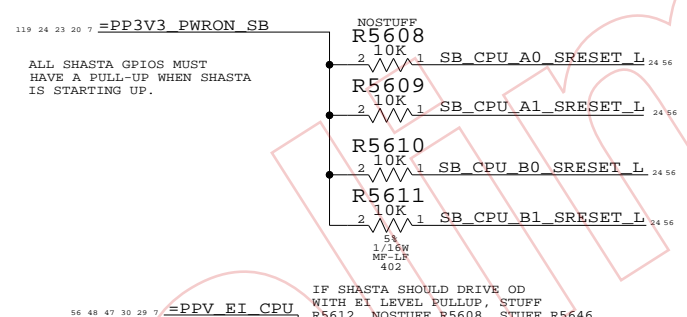 NOSTUFF
119 24 23 20 7 =PP3V3_PWRON_SB
R5608
10K
2 1 SB_CPU_A0_SRESET_L 24 56
ALL SHASTA GPIOS MUST
HAVE A PULL-UP WHEN SHASTA
IS STARTING UP.
R5609
10K
2 1 SB_CPU_A1_SRESET_L 24 56
R5610
10K
2 1 SB_CPU_B0_SRESET_L 24 56
R5611
10K
2 1 SB_CPU_B1_SRESET_L 24 56
5%
1/16W
MF-LF
402
IF SHASTA SHOULD DRIVE OD
WITH EI LEVEL PULLUP, STUFF
R5612, NOSTUFF R5608, STUFF R5646
56 48 47 30 29 7 =PPV_EI_CPU